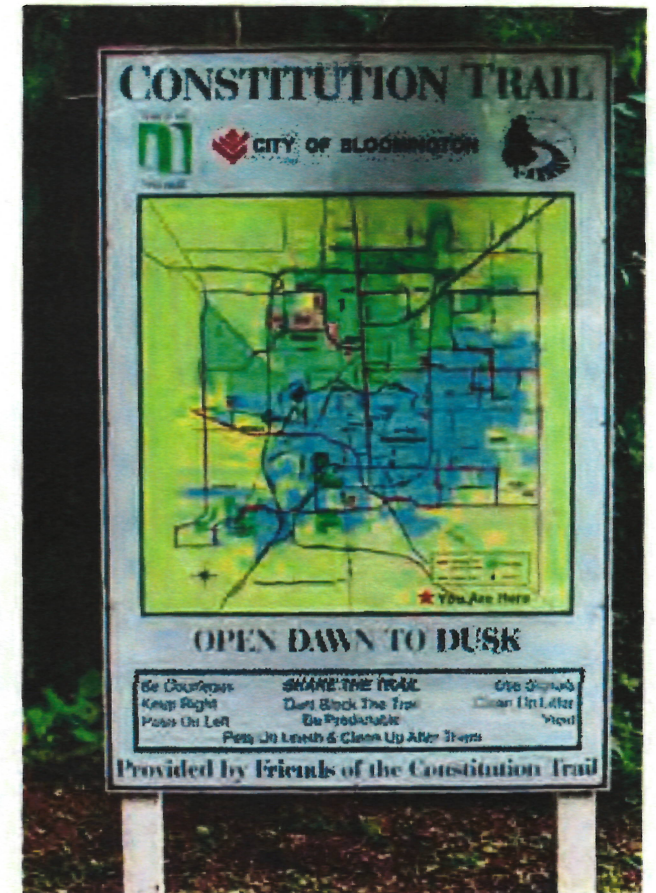 CONSTITUTION TRAIL
CITY OF BLOOMINGTON
You Are Here
OPEN DAWN TO DUSK
Be Courteous SHARE THE TRAIL Use Signals
Keep Right Don't Block The Trail Clean Up Litter
Pass On Left Be Predictable Yield
Pets On Leash & Clean Up After Them
Provided by Friends of the Constitution Trail